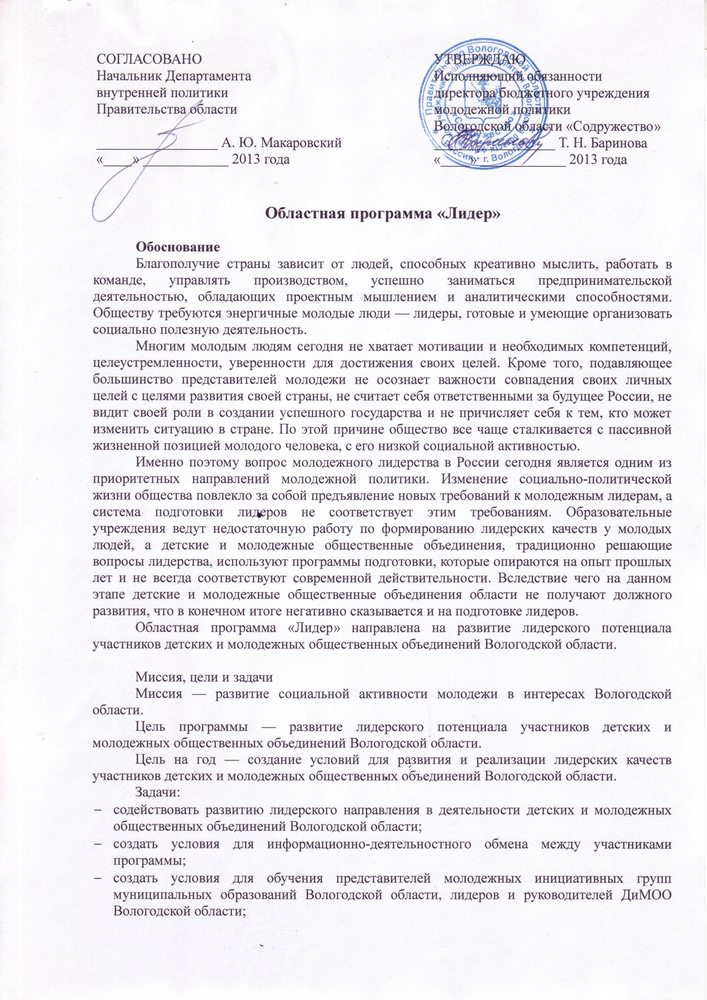 СОГЛАСОВАНО
Начальник Департамента
внутренней политики
Правительства области
_________________ А. Ю. Макаровский
«____»_____________ 2013 года
УТВЕРЖДАЮ
Исполняющий обязанности
директора бюджетного учреждения
молодежной политики
Вологодской области «Содружество»
_________________ Т. Н. Баринова
«____»_____________ 2013 года
Областная программа «Лидер»
Обоснование
Благополучие страны зависит от людей, способных креативно мыслить, работать в
команде, управлять производством, успешно заниматься предпринимательской
деятельностью, обладающих проектным мышлением и аналитическими способностями.
Обществу требуются энергичные молодые люди — лидеры, готовые и умеющие организовать
социально полезную деятельность.
Многим молодым людям сегодня не хватает мотивации и необходимых компетенций,
целеустремленности, уверенности для достижения своих целей. Кроме того, подавляющее
большинство представителей молодежи не осознает важности совпадения своих личных
целей с целями развития своей страны, не считает себя ответственными за будущее России, не
видит своей роли в создании успешного государства и не причисляет себя к тем, кто может
изменить ситуацию в стране. По этой причине общество все чаще сталкивается с пассивной
жизненной позицией молодого человека, с его низкой социальной активностью.
Именно поэтому вопрос молодежного лидерства в России сегодня является одним из
приоритетных направлений молодежной политики. Изменение социально-политической
жизни общества повлекло за собой предъявление новых требований к молодежным лидерам, а
система подготовки лидеров не соответствует этим требованиям. Образовательные
учреждения ведут недостаточную работу по формированию лидерских качеств у молодых
людей, а детские и молодежные общественные объединения, традиционно решающие
вопросы лидерства, используют программы подготовки, которые опираются на опыт прошлых
лет и не всегда соответствуют современной действительности. Вследствие чего на данном
этапе детские и молодежные общественные объединения области не получают должного
развития, что в конечном итоге негативно сказывается и на подготовке лидеров.
Областная программа «Лидер» направлена на развитие лидерского потенциала
участников детских и молодежных общественных объединений Вологодской области.
Миссия, цели и задачи
Миссия — развитие социальной активности молодежи в интересах Вологодской
области.
Цель программы — развитие лидерского потенциала участников детских и
молодежных общественных объединений Вологодской области.
Цель на год — создание условий для развития и реализации лидерских качеств
участников детских и молодежных общественных объединений Вологодской области.
Задачи:
– содействовать развитию лидерского направления в деятельности детских и молодежных
общественных объединений Вологодской области;
– создать условия для информационно-деятельностного обмена между участниками
программы;
– создать условия для обучения представителей молодежных инициативных групп
муниципальных образований Вологодской области, лидеров и руководителей ДиМОО
Вологодской области;